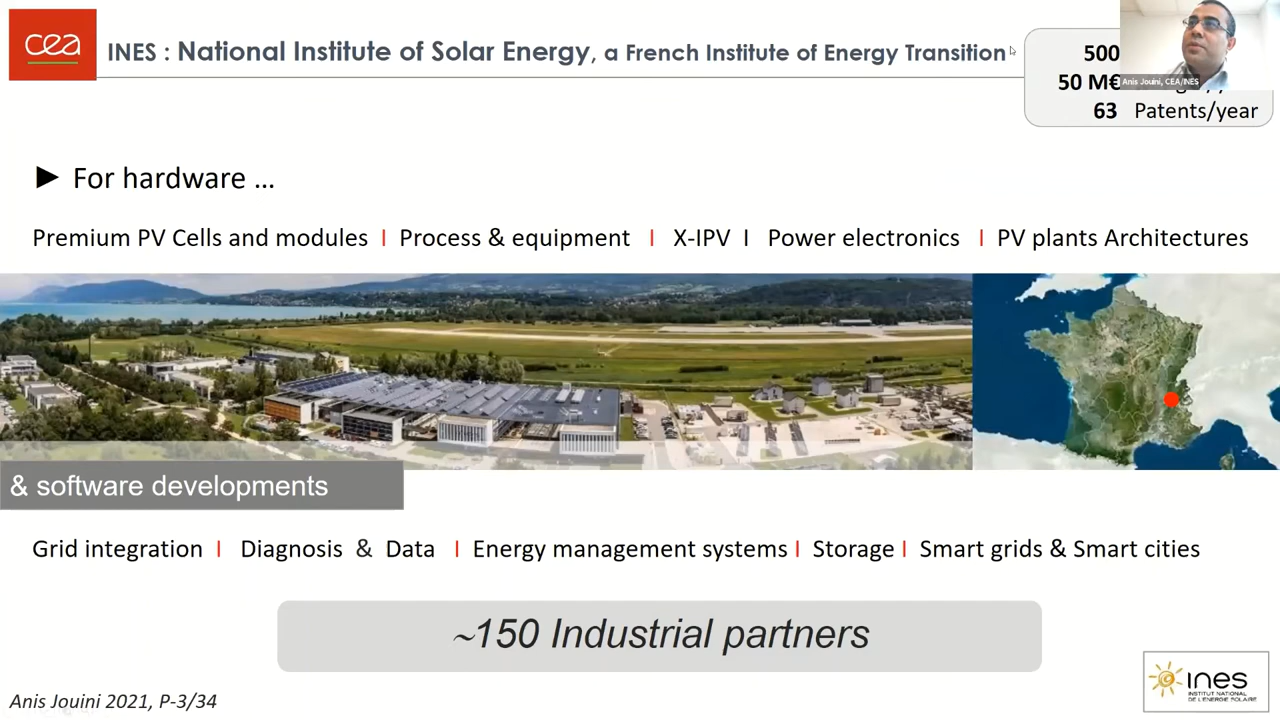 cea
INES : National Institute of Solar Energy, a French Institute of Energy Transition
500
50 M€
63 Patents/year
Anis Jouini, CEA/INES
► For hardware ...
Premium PV Cells and modules I Process & equipment I X-IPV I Power electronics I PV plants Architectures
& software developments
Grid integration I Diagnosis & Data I Energy management systems I Storage I Smart grids & Smart cities
~150 Industrial partners
ines
INSTITUT NATIONAL
DE L'ÉNERGIE SOLAIRE
Anis Jouini 2021, P-3/34